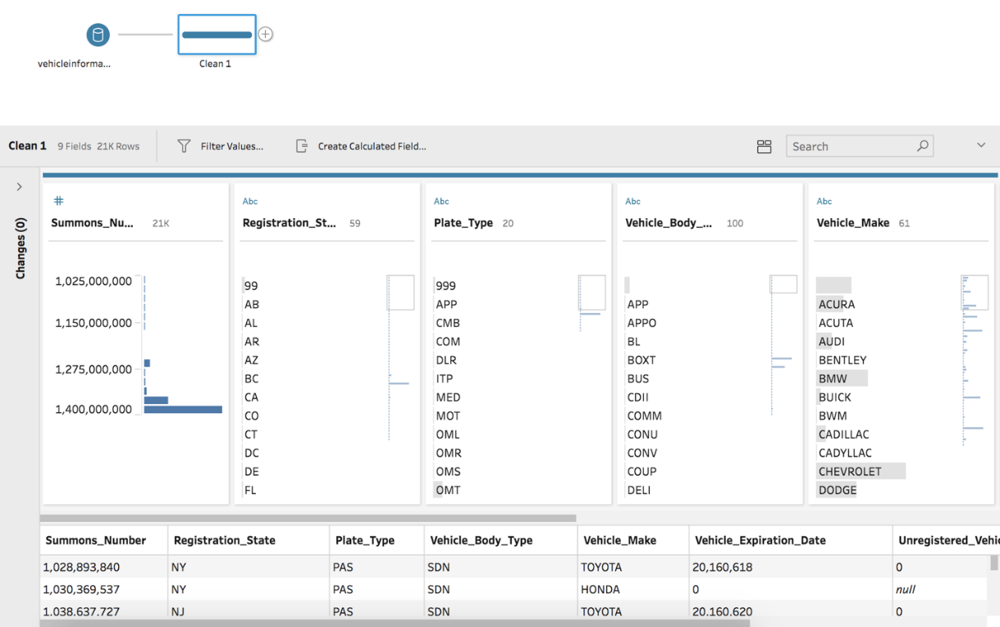 vehicleinforma...
Clean 1
Clean 1 9 Fields 21K Rows Filter Values... Create Calculated Field... Search
Changes (0)
#
Summons_Nu... 21K
1,025,000,000
1,150,000,000
1,275,000,000
1,400,000,000
Abc
Registration_St... 59
99
AB
AL
AR
AZ
BC
CA
CO
CT
DC
DE
FL
Abc
Plate_Type 20
999
APP
CMB
COM
DLR
ITP
MED
MOT
OML
OMR
OMS
OMT
Abc
Vehicle_Body_... 100
APP
APPO
BL
BOXT
BUS
CDII
COMM
CONU
CONV
COUP
DELI
Abc
Vehicle_Make 61
ACURA
ACUTA
AUDI
BENTLEY
BMW
BUICK
BWM
CADILLAC
CADYLLAC
CHEVROLET
DODGE
Summons_Number Registration_State Plate_Type Vehicle_Body_Type Vehicle_Make Vehicle_Expiration_Date Unregistered_Vehic
1,028,893,840 NY PAS SDN TOYOTA 20,160,618 0
1,030,369,537 NY PAS SDN HONDA 0 null
1,038,637,727 NJ PAS SDN TOYOTA 20,160,620 0